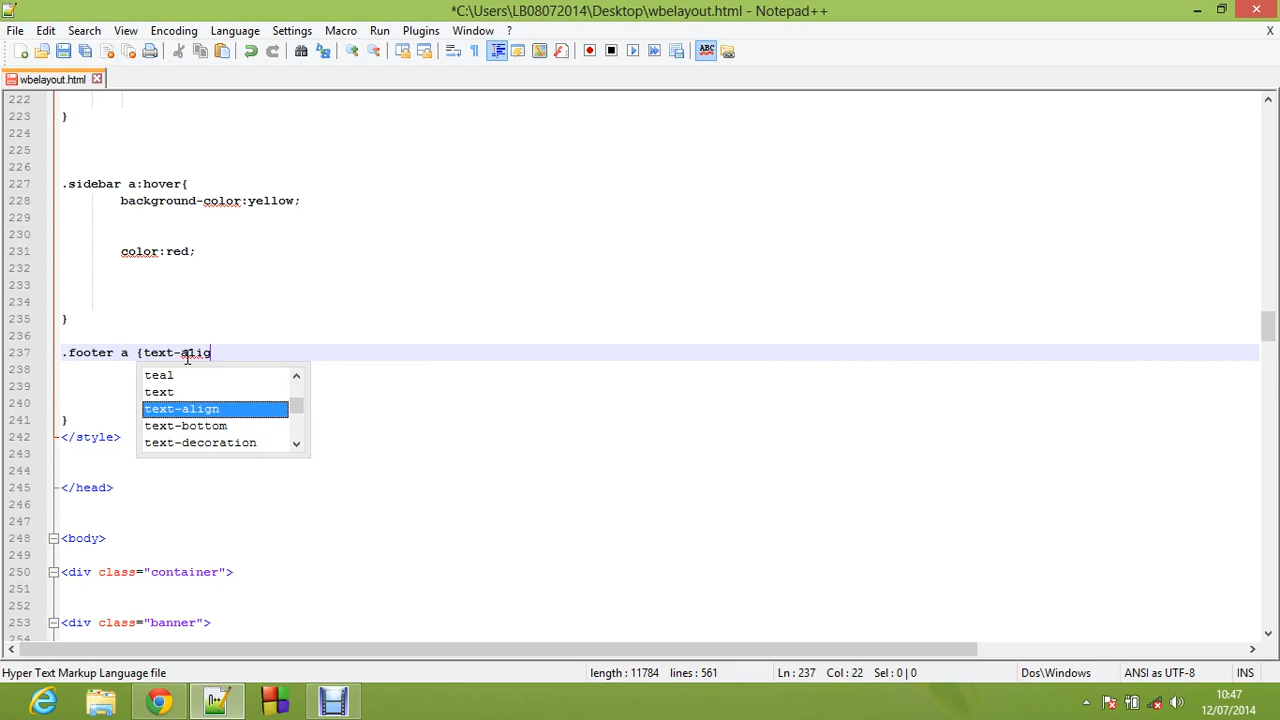 *C:\Users\LB08072014\Desktop\wbelayout.html - Notepad++
File Edit Search View Encoding Language Settings Macro Run Plugins Window ? X
ABC
wbelayout.html
222
223 }
224
225
226
227 .sidebar a:hover{
228 background-color:yellow;
229
230
231 color:red;
232
233
234
235 }
236
237 .footer a {text-alig
238 teal
239 text
240 text-align
241 } text-bottom
242 </style> text-decoration
243
244
245 </head>
246
247
248 <body>
249
250 <div class="container">
251
252
253 <div class="banner">
254
Hyper Text Markup Language file length : 11784 lines : 561 Ln : 237 Col : 22 Sel : 0 | 0 Dos\Windows ANSI as UTF-8 INS
10:47
12/07/2014